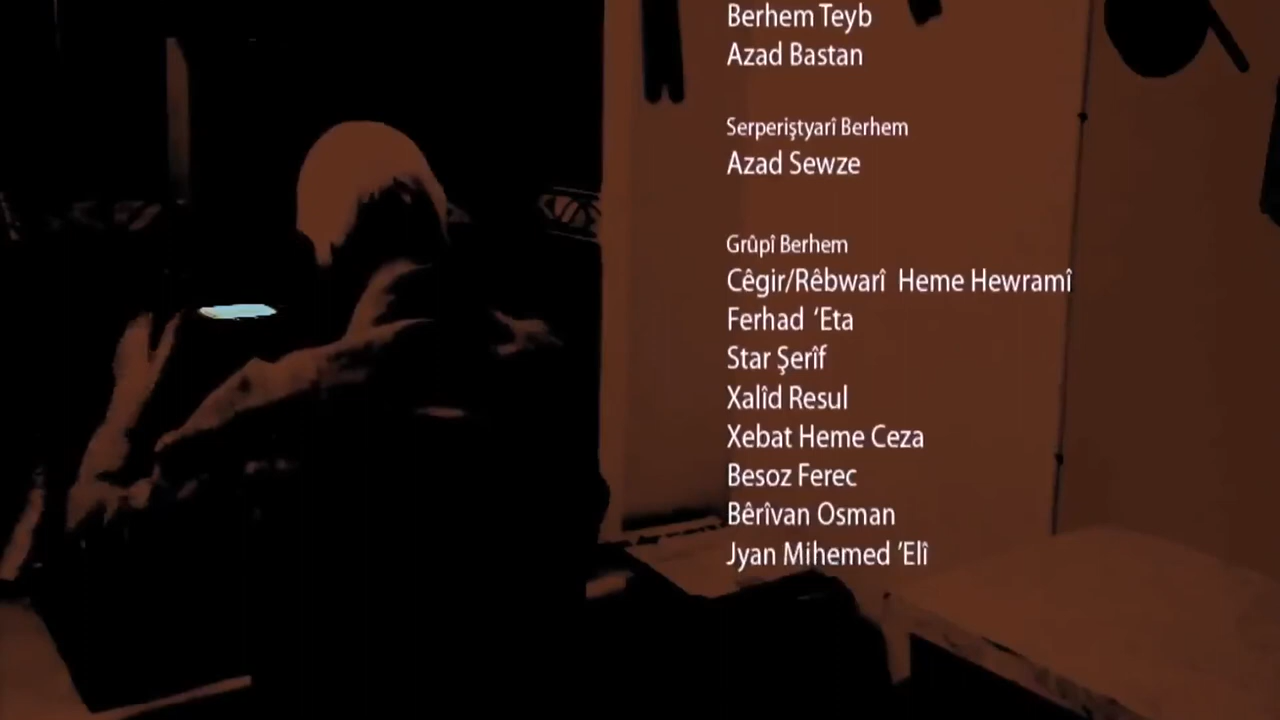 Berhem Teyb
Azad Bastan
Serperiştyarî Berhem
Azad Sewze
Grûpî Berhem
Cêgir/Rêbwarî Heme Hewramî
Ferhad ‘Eta
Star Şerîf
Xalîd Resul
Xebat Heme Ceza
Besoz Ferec
Bêrîvan Osman
Jyan Mihemed ’Elî